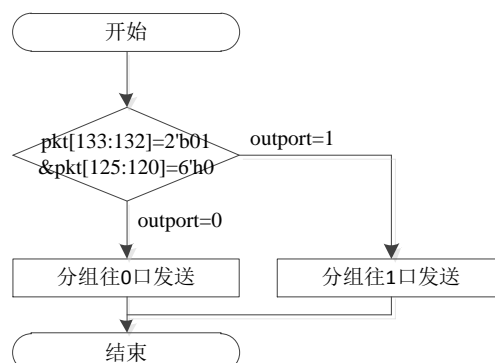 开始
pkt[133:132]=2'b01
&pkt[125:120]=6'h0
outport=1
outport=0
分组往0口发送
分组往1口发送
结束